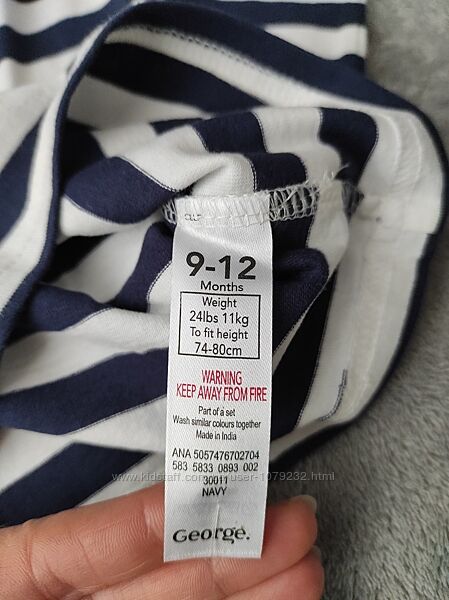 9-12
Months
Weight
24lbs 11kg
To fit height
74-80cm
WARNING
KEEP AWAY FROM FIRE
Part of a set
Wash similar colours together
Made in India
ANA 5057476702704
583 5833 0893 002
30011
NAVY
George.